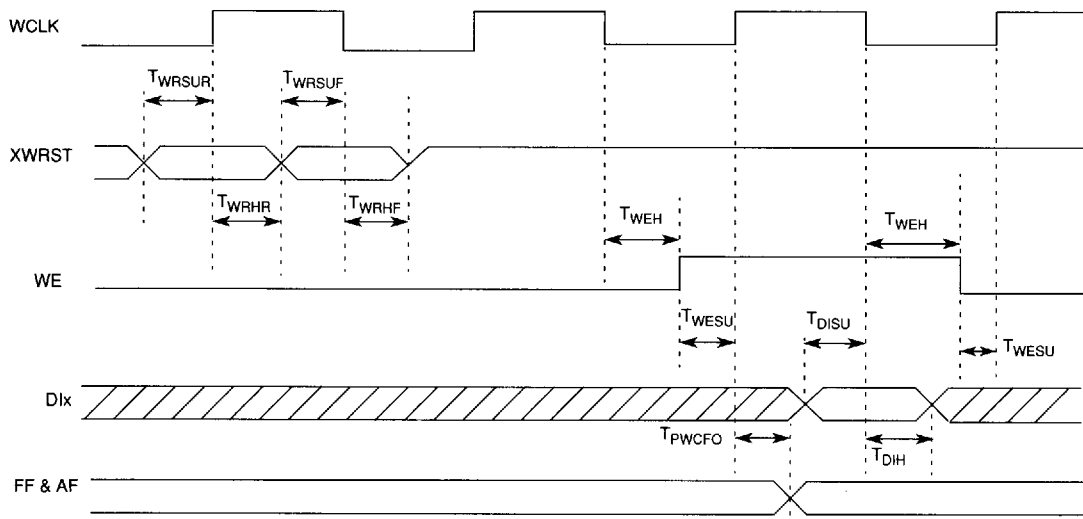 WCLK
TWRSUR
TWRSUF
XWRST
TWRHR
TWRHF
TWEH
TWEH
WE
TWESU
TDISU
TWESU
DIx
TPWCFO
TDIH
FF & AF